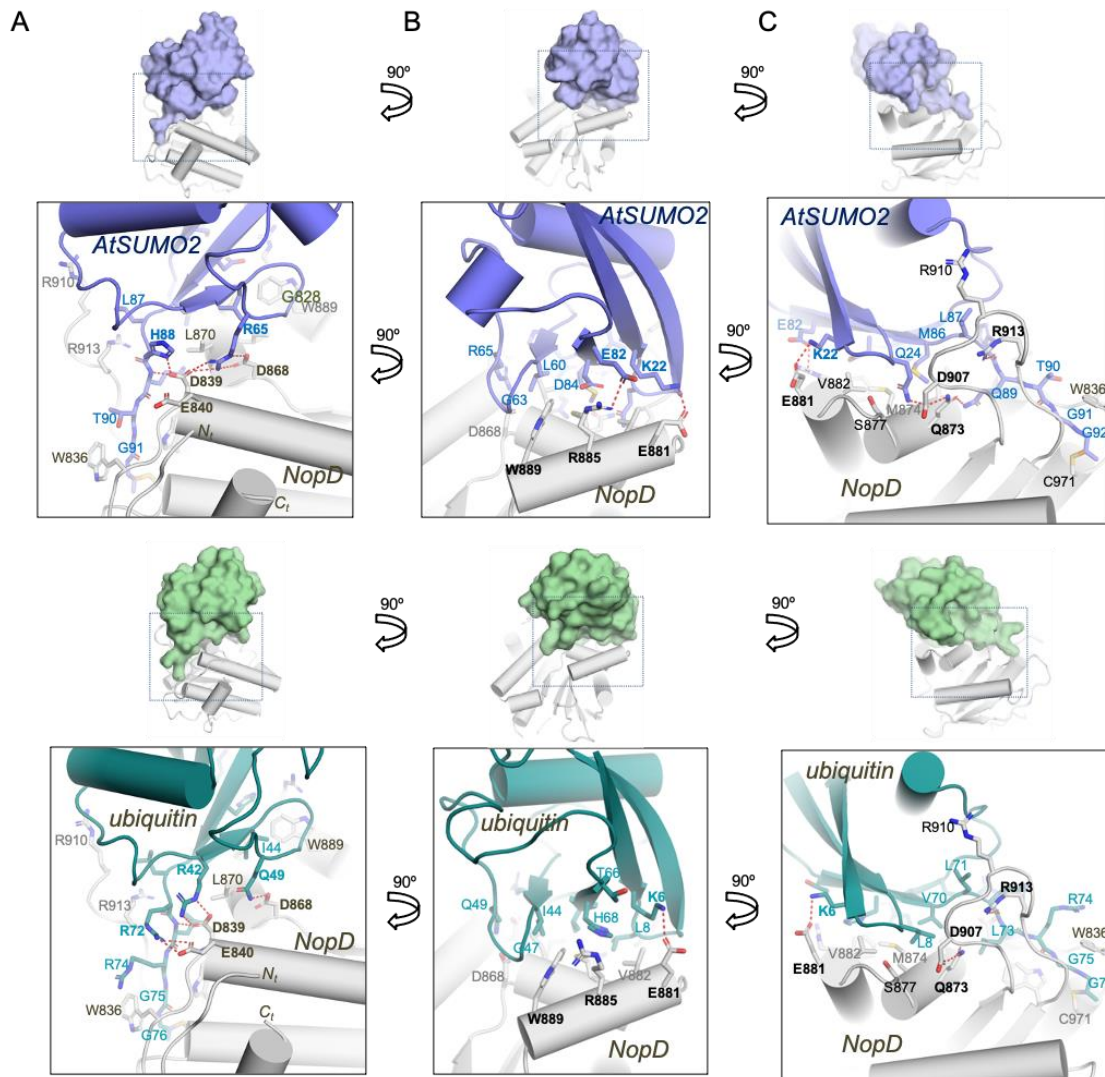 A
B
C
90º
90º
AtSUMO2
R910
G828
W889
L87
H88
L870
R65
R913
D839
D868
E840
T90
Nt
W836
G91
NopD
Ct
90º
AtSUMO2
R65
L60
E82
K22
D84
G63
D868
W889
R885
E881
NopD
90º
AtSUMO2
R910
E82
K22
L87
M86
R913
Q24
T90
D907
V882
W836
E881
M874
Q89
G91
S877
Q873
G92
NopD
C971
90º
90º
ubiquitin
R910
W889
I44
R42
Q49
L870
R913
D868
D839
R72
E840
NopD
R74
Nt
G75
W836
G76
Ct
90º
ubiquitin
T66
K6
Q49
I44
H68
L8
G47
D868
V882
W889
R885
E881
NopD
90º
ubiquitin
R910
L71
K6
V70
R913
R74
L8
D907
L73
W836
V882
M874
G75
E881
S877
Q873
C971
NopD